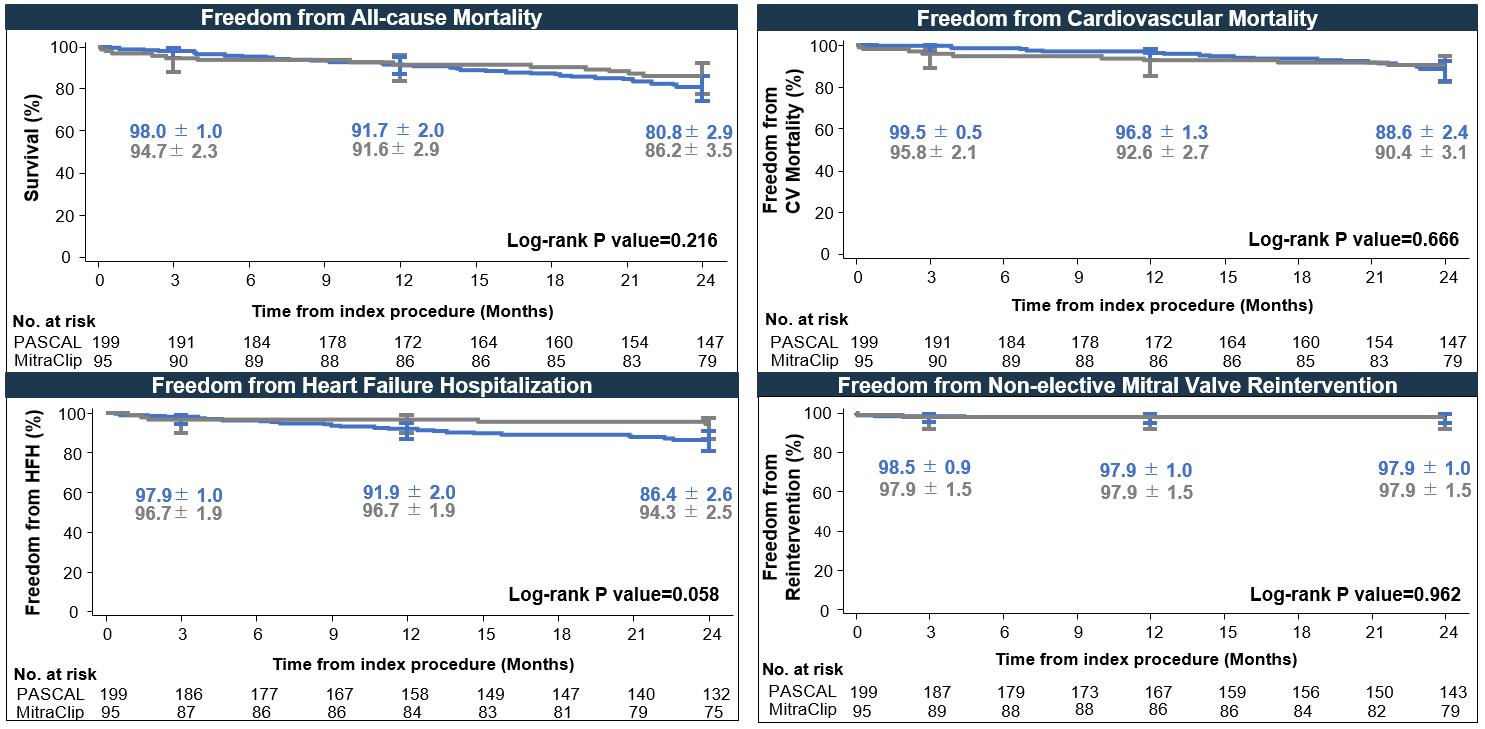 Freedom from All-cause Mortality
Survival (%)
100
80
60
40
20
0
98.0 ± 1.0
94.7 ± 2.3
91.7 ± 2.0
91.6 ± 2.9
80.8 ± 2.9
86.2 ± 3.5
Log-rank P value=0.216
0 3 6 9 12 15 18 21 24
Time from index procedure (Months)
No. at risk
PASCAL 199 191 184 178 172 164 160 154 147
MitraClip 95 90 89 88 86 86 85 83 79
Freedom from Cardiovascular Mortality
Freedom from
CV Mortality (%)
100
80
60
40
20
0
99.5 ± 0.5
95.8 ± 2.1
96.8 ± 1.3
92.6 ± 2.7
88.6 ± 2.4
90.4 ± 3.1
Log-rank P value=0.666
0 3 6 9 12 15 18 21 24
Time from index procedure (Months)
No. at risk
PASCAL 199 191 184 178 172 164 160 154 147
MitraClip 95 90 89 88 86 86 85 83 79
Freedom from Heart Failure Hospitalization
Freedom from HFH (%)
100
80
60
40
20
0
97.9 ± 1.0
96.7 ± 1.9
91.9 ± 2.0
96.7 ± 1.9
86.4 ± 2.6
94.3 ± 2.5
Log-rank P value=0.058
0 3 6 9 12 15 18 21 24
Time from index procedure (Months)
No. at risk
PASCAL 199 186 177 167 158 149 147 140 132
MitraClip 95 87 86 86 84 83 81 79 75
Freedom from Non-elective Mitral Valve Reintervention
Freedom from
Reintervention (%)
100
80
60
40
20
0
98.5 ± 0.9
97.9 ± 1.5
97.9 ± 1.0
97.9 ± 1.5
97.9 ± 1.0
97.9 ± 1.5
Log-rank P value=0.962
0 3 6 9 12 15 18 21 24
Time from index procedure (Months)
No. at risk
PASCAL 199 187 179 173 167 159 156 150 143
MitraClip 95 89 88 88 86 86 84 82 79